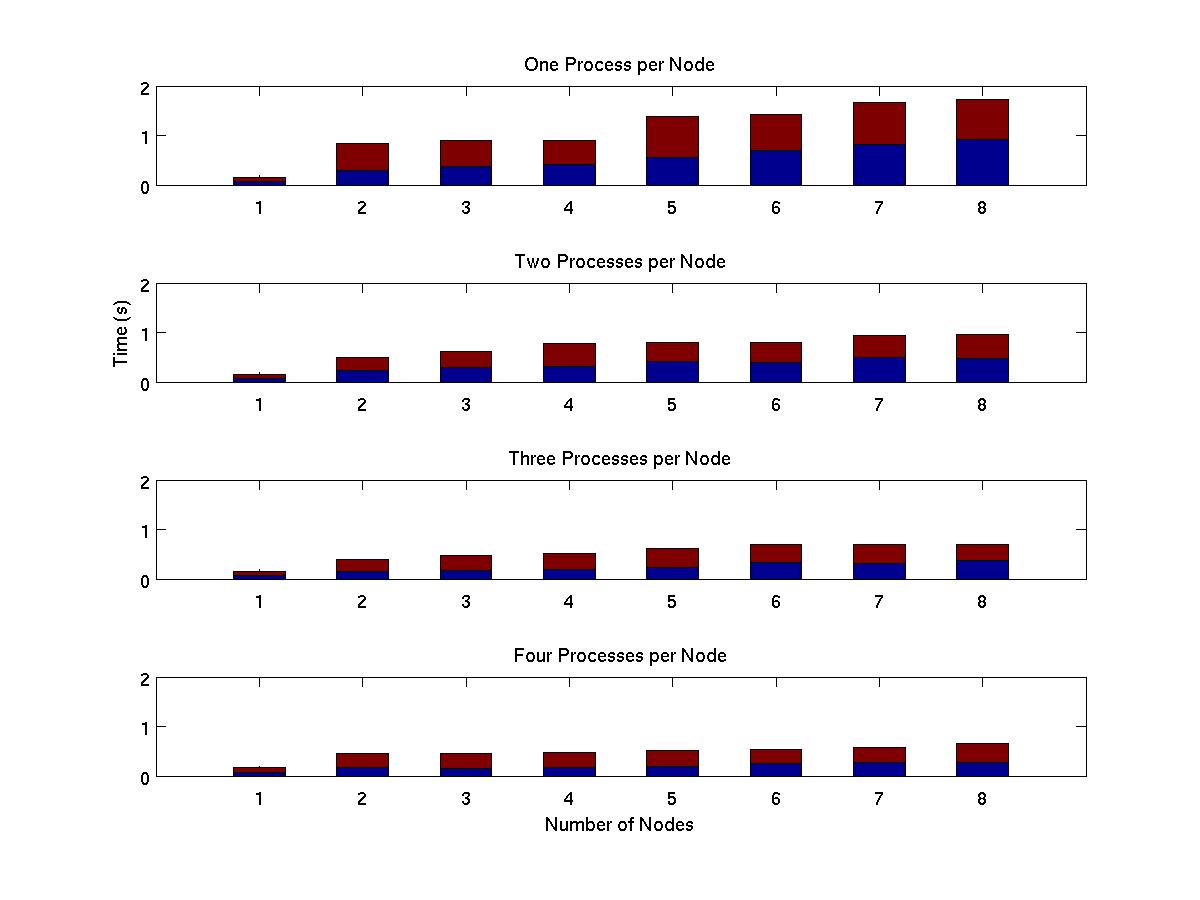 One Process per Node
2
1
0
1 2 3 4 5 6 7 8
Two Processes per Node
2
1
0
Time (s)
1 2 3 4 5 6 7 8
Three Processes per Node
2
1
0
1 2 3 4 5 6 7 8
Four Processes per Node
2
1
0
1 2 3 4 5 6 7 8
Number of Nodes